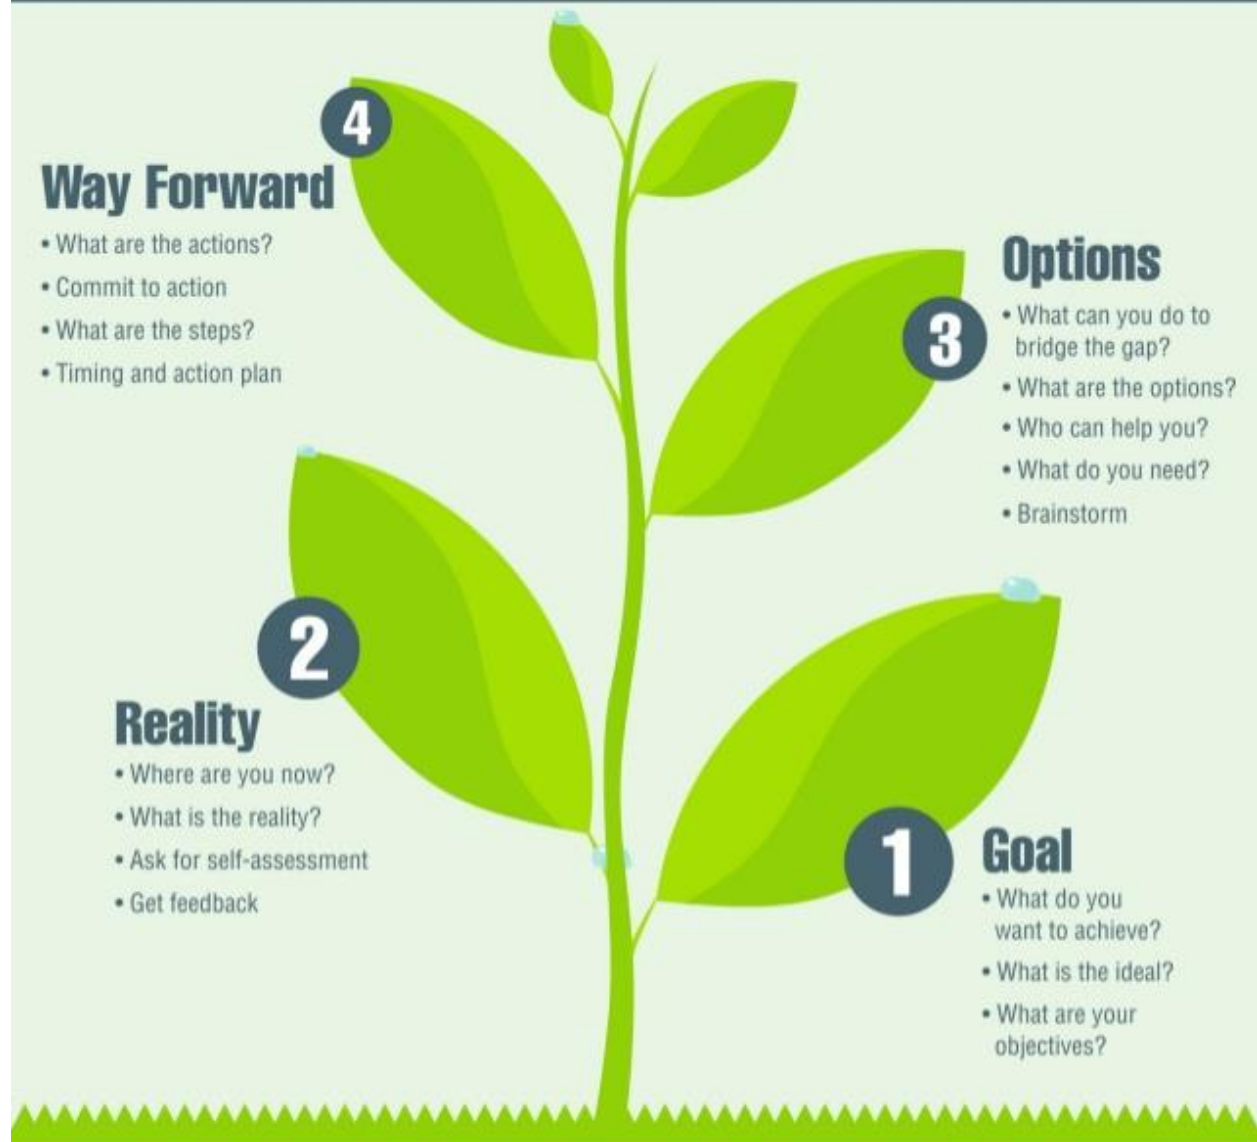 4
Way Forward
• What are the actions?
• Commit to action
• What are the steps?
• Timing and action plan
3
Options
• What can you do to
bridge the gap?
• What are the options?
• Who can help you?
• What do you need?
• Brainstorm
2
Reality
• Where are you now?
• What is the reality?
• Ask for self-assessment
• Get feedback
1
Goal
• What do you
want to achieve?
• What is the ideal?
• What are your
objectives?